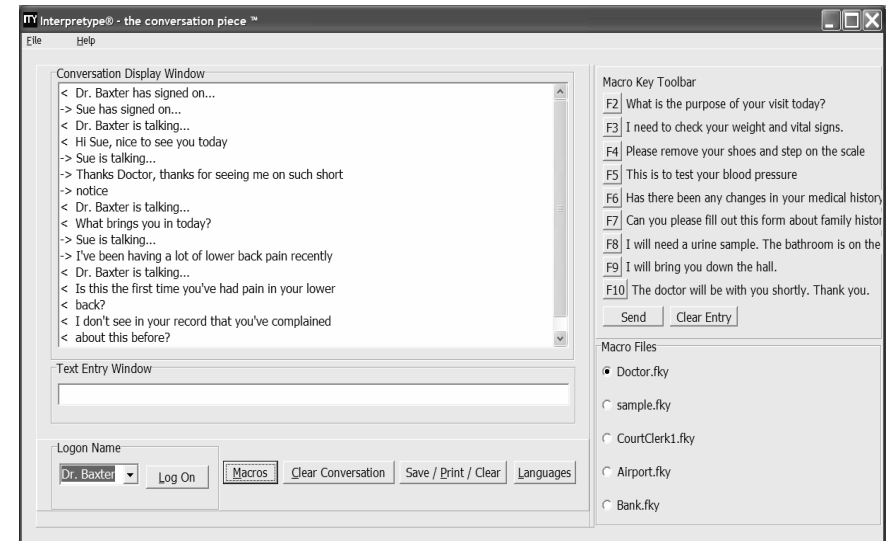 ITY Interpretype® - the conversation piece ™
File Help
Conversation Display Window
< Dr. Baxter has signed on...
-> Sue has signed on...
< Dr. Baxter is talking...
< Hi Sue, nice to see you today
-> Sue is talking...
-> Thanks Doctor, thanks for seeing me on such short
-> notice
< Dr. Baxter is talking...
< What brings you in today?
-> Sue is talking...
-> I've been having a lot of lower back pain recently
< Dr. Baxter is talking...
< Is this the first time you've had pain in your lower
< back?
< I don't see in your record that you've complained
< about this before?
Text Entry Window
Logon Name
Dr. Baxter
Log On
Macros
Clear Conversation
Save / Print / Clear
Languages
Macro Key Toolbar
F2 What is the purpose of your visit today?
F3 I need to check your weight and vital signs.
F4 Please remove your shoes and step on the scale
F5 This is to test your blood pressure
F6 Has there been any changes in your medical history
F7 Can you please fill out this form about family histor
F8 I will need a urine sample. The bathroom is on the
F9 I will bring you down the hall.
F10 The doctor will be with you shortly. Thank you.
Send Clear Entry
Macro Files
Doctor.fky
sample.fky
CourtClerk1.fky
Airport.fky
Bank.fky